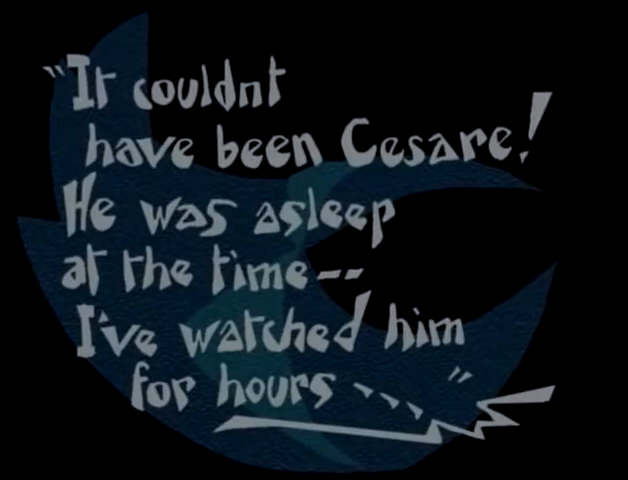 "It couldnt
have been Cesare!
He was asleep
at the time--
I've watched him
for hours ...."